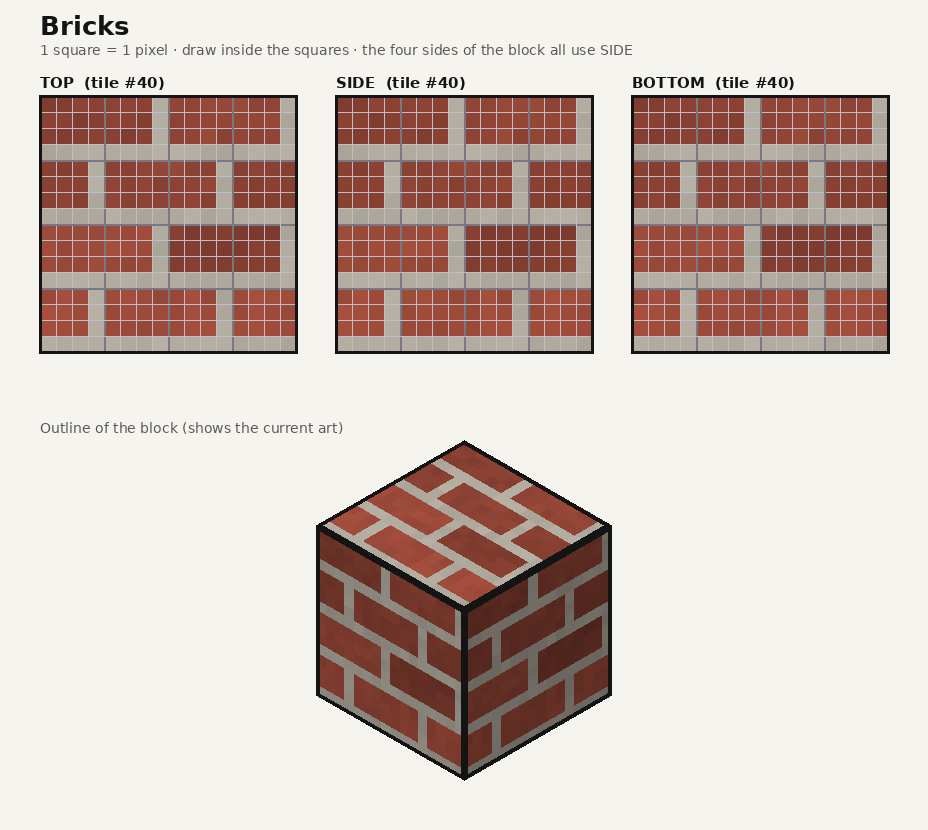 Bricks
1 square = 1 pixel · draw inside the squares · the four sides of the block all use SIDE
TOP (tile #40)
SIDE (tile #40)
BOTTOM (tile #40)
Outline of the block (shows the current art)